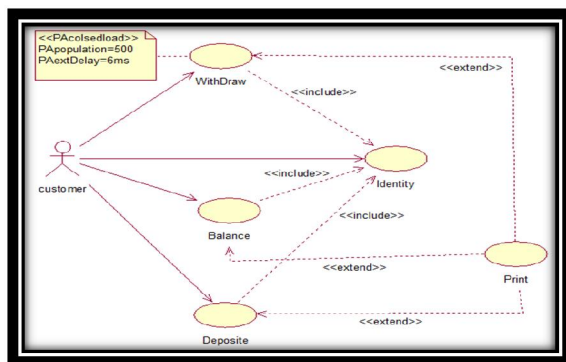 <<PAcolsedload>>
PApopulation=500
PAextDelay=6ms
WithDraw
<<extend>>
<<include>>
customer
<<include>>
Identity
<<include>>
Balance
<<extend>>
Print
<<extend>>
Deposite